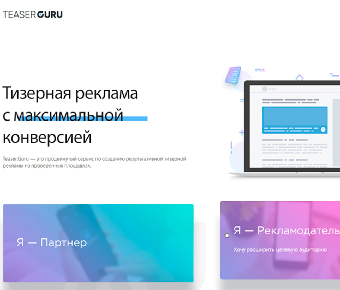 TEASERGURU
Тизерная реклама
с максимальной
конверсией
Teaser.Guru — это продвинутый сервис по созданию результативной тизерной
рекламы на проверенных площадках.
Я — Партнер
Я — Рекламодатель
Хочу расширить целевую аудиторию